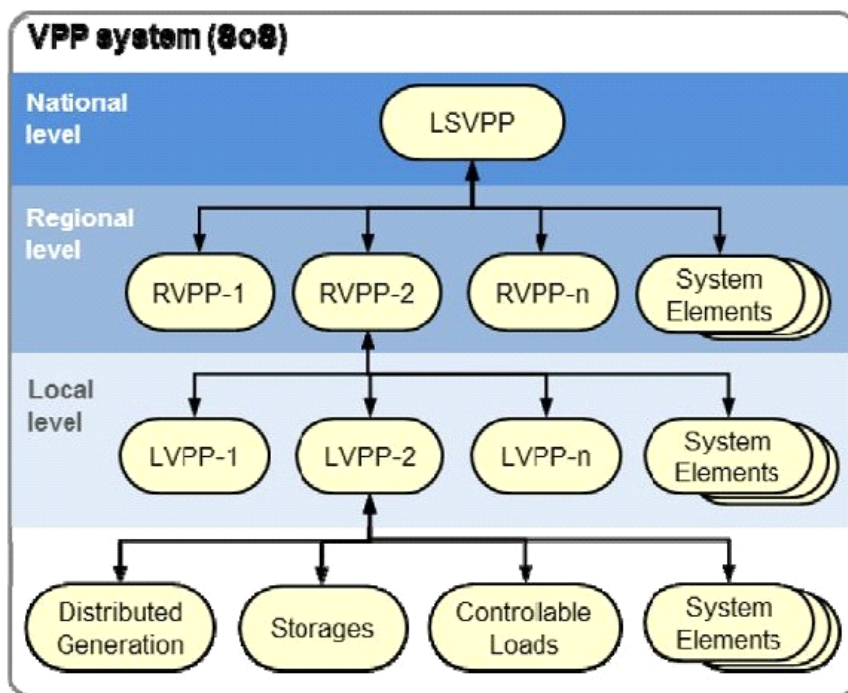 VPP system (SoS)
National
level
LSVPP
Regional
level
RVPP-1
RVPP-2
RVPP-n
System
Elements
Local
level
LVPP-1
LVPP-2
LVPP-n
System
Elements
Distributed
Generation
Storages
Controllable
Loads
System
Elements